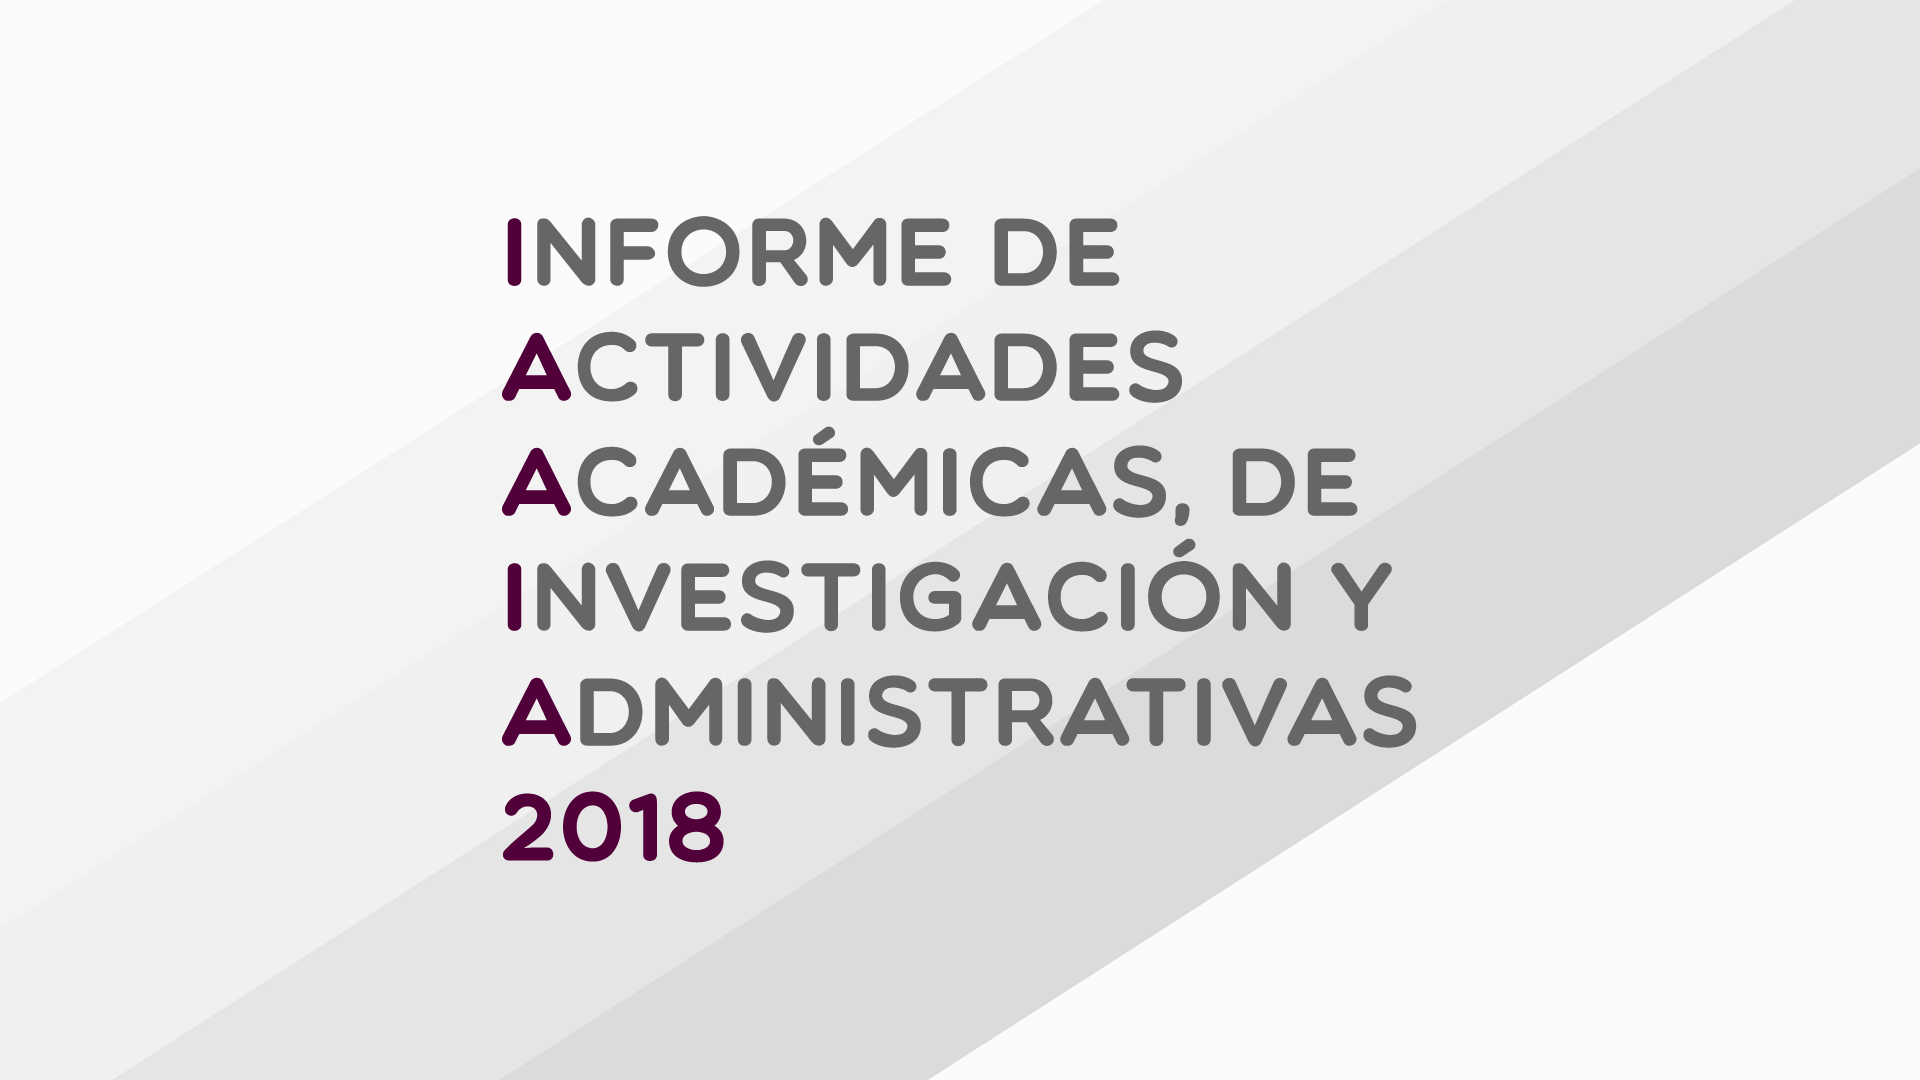 INFORME DE
ACTIVIDADES
ACADÉMICAS, DE
INVESTIGACIÓN Y
ADMINISTRATIVAS
2018